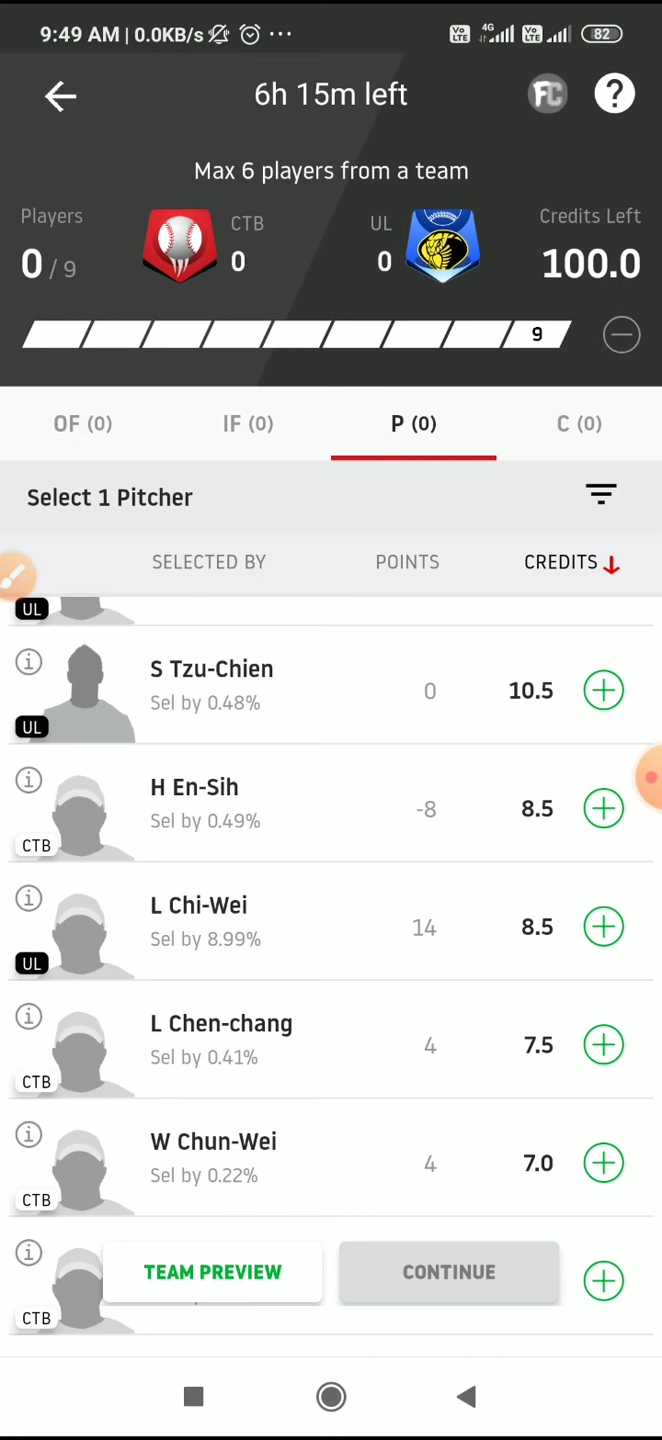 9:49 AM | 0.0KB/s ... Vo LTE 4G Vo LTE 82
6h 15m left FC ?
Max 6 players from a team
Players CTB UL Credits Left
0 / 9 0 0 100.0
9
OF (0) IF (0) P (0) C (0)
Select 1 Pitcher
SELECTED BY POINTS CREDITS
UL
S Tzu-Chien
Sel by 0.48% 0 10.5
UL
H En-Sih
Sel by 0.49% -8 8.5
CTB
L Chi-Wei
Sel by 8.99% 14 8.5
UL
L Chen-chang
Sel by 0.41% 4 7.5
CTB
W Chun-Wei
Sel by 0.22% 4 7.0
CTB
TEAM PREVIEW CONTINUE
CTB